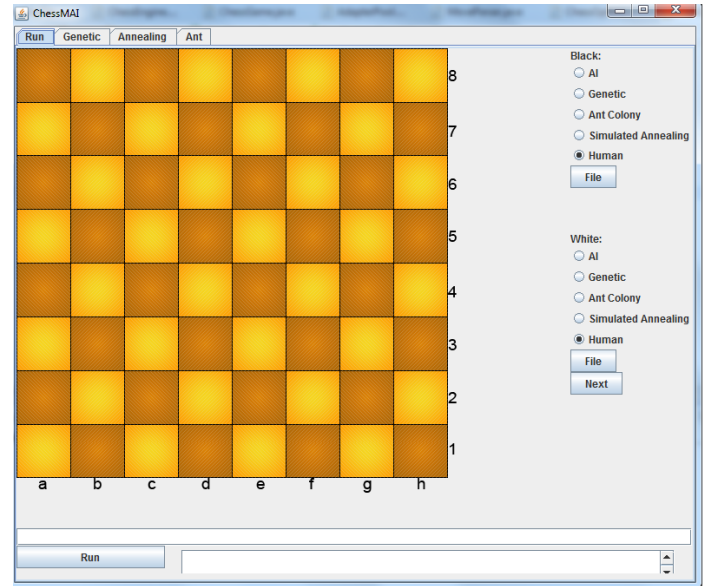 ChessMAI
Run Genetic Annealing Ant
8
7
6
5
4
3
2
1
a b c d e f g h
Black:
AI
Genetic
Ant Colony
Simulated Annealing
Human
File
White:
AI
Genetic
Ant Colony
Simulated Annealing
Human
File
Next
Run